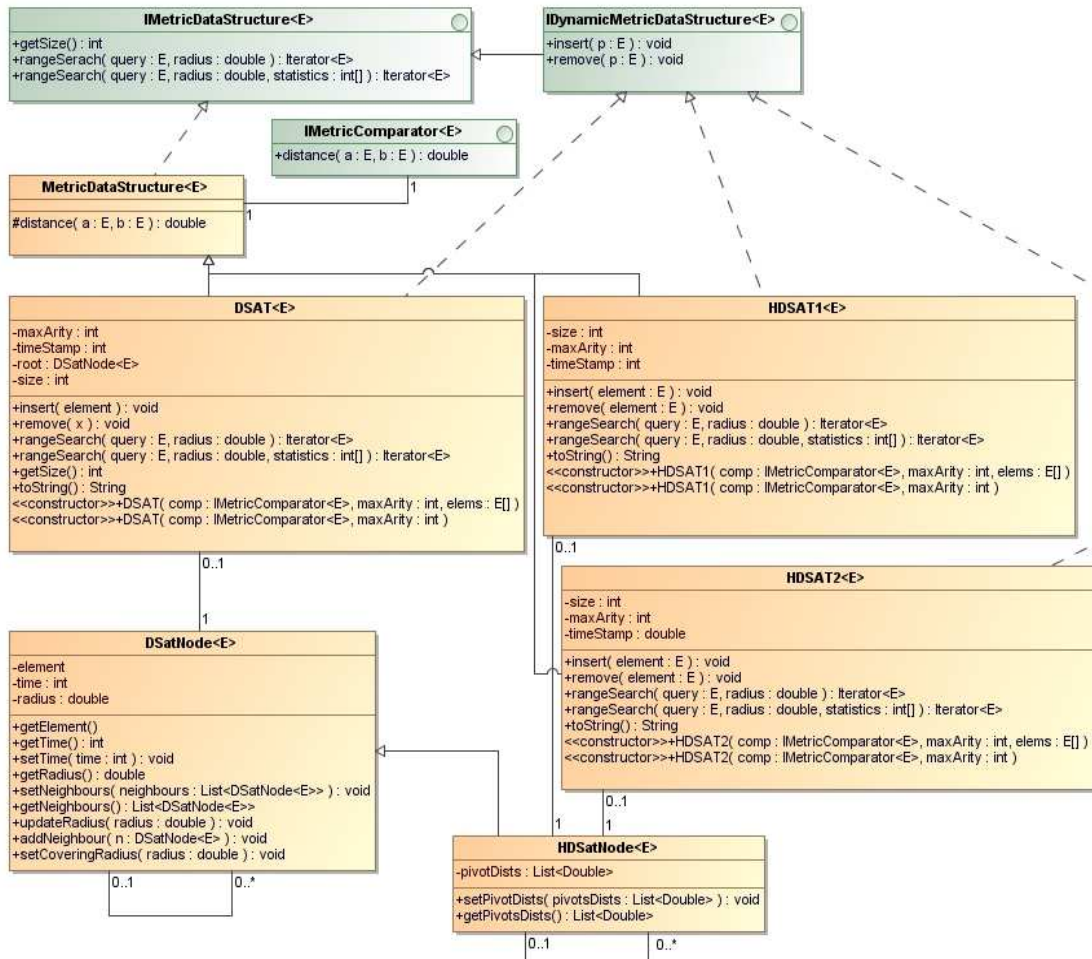 IMetricDataStructure<E>
+getSize() : int
+rangeSerach( query : E, radius : double ) : Iterator<E>
+rangeSearch( query : E, radius : double, statistics : int[] ) : Iterator<E>
IDynamicMetricDataStructure<E>
+insert( p : E ) : void
+remove( p : E ) : void
IMetricComparator<E>
+distance( a : E, b : E ) : double
1
MetricDataStructure<E>
#distance( a : E, b : E ) : double
1
DSAT<E>
-maxArity : int
-timeStamp : int
-root : DSatNode<E>
-size : int
+insert( element ) : void
+remove( x ) : void
+rangeSearch( query : E, radius : double ) : Iterator<E>
+rangeSearch( query : E, radius : double, statistics : int[] ) : Iterator<E>
+getSize() : int
+toString() : String
<<constructor>>+DSAT( comp : IMetricComparator<E>, maxArity : int, elems : E[] )
<<constructor>>+DSAT( comp : IMetricComparator<E>, maxArity : int )
0..1
1
HDSAT1<E>
-size : int
-maxArity : int
-timeStamp : int
+insert( element : E ) : void
+remove( element : E ) : void
+rangeSearch( query : E, radius : double ) : Iterator<E>
+rangeSearch( query : E, radius : double, statistics : int[] ) : Iterator<E>
+toString() : String
<<constructor>>+HDSAT1( comp : IMetricComparator<E>, maxArity : int, elems : E[] )
<<constructor>>+HDSAT1( comp : IMetricComparator<E>, maxArity : int )
0..1
HDSAT2<E>
-size : int
-maxArity : int
-timeStamp : double
+insert( element : E ) : void
+remove( element : E ) : void
+rangeSearch( query : E, radius : double ) : Iterator<E>
+rangeSearch( query : E, radius : double, statistics : int[] ) : Iterator<E>
+toString() : String
<<constructor>>+HDSAT2( comp : IMetricComparator<E>, maxArity : int, elems : E[] )
<<constructor>>+HDSAT2( comp : IMetricComparator<E>, maxArity : int )
0..1
1
1
DSatNode<E>
-element
-time : int
-radius : double
+getElement()
+getTime() : int
+setTime( time : int ) : void
+getRadius() : double
+setNeighbours( neighbours : List<DSatNode<E>> ) : void
+getNeighbours() : List<DSatNode<E>>
+updateRadius( radius : double ) : void
+addNeighbour( n : DSatNode<E> ) : void
+setCoveringRadius( radius : double ) : void
0..1
0..*
HDSatNode<E>
-pivotDists : List<Double>
+setPivotDists( pivotsDists : List<Double> ) : void
+getPivotsDists() : List<Double>
0..1
0..*